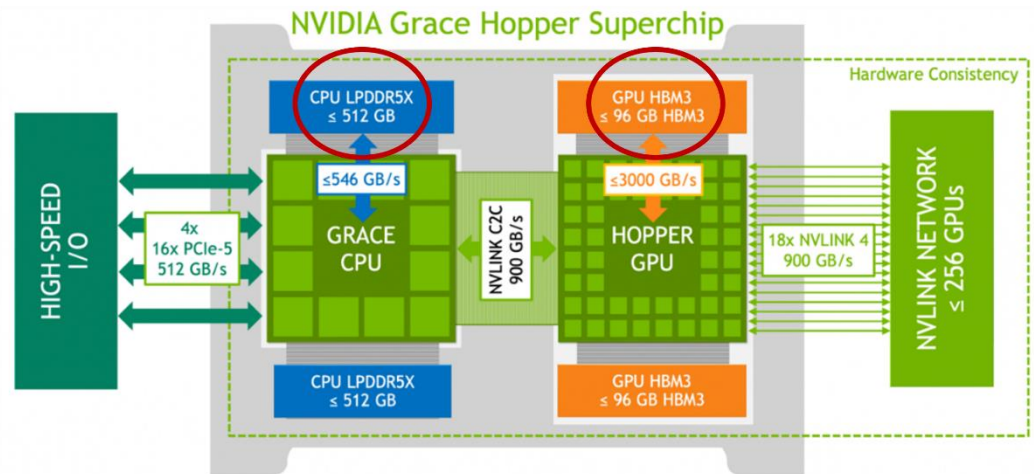 NVIDIA Grace Hopper Superchip
Hardware Consistency
HIGH-SPEED
I/O
4x
16x PCIe-5
512 GB/s
CPU LPDDR5X
≤ 512 GB
≤546 GB/s
GRACE
CPU
CPU LPDDR5X
≤ 512 GB
NVLINK C2C
900 GB/s
GPU HBM3
≤ 96 GB HBM3
≤3000 GB/s
HOPPER
GPU
GPU HBM3
≤ 96 GB HBM3
18x NVLINK 4
900 GB/s
NVLINK NETWORK
≤ 256 GPUs